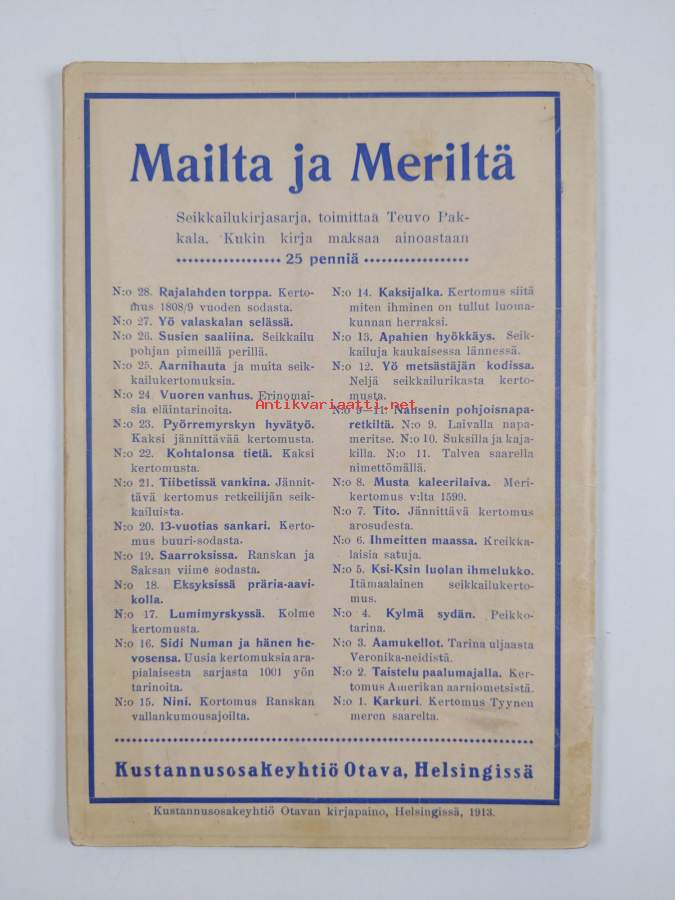 Mailta ja Meriltä
Seikkailukirjasarja, toimittaa Teuvo Pak-
kala. Kukin kirja maksaa ainoastaan
25 penniä
N:o 28. Rajalahden torppa. Kerto-
mus 1808/9 vuoden sodasta.
N:o 27. Yö valaskalan selässä.
N:o 26. Susien saaliina. Seikkailu
pohjan pimeillä perillä.
N:o 25. Aarnihauta ja muita seik-
kailukertomuksia.
N:o 24. Vuoren vanhus. Erinomai-
sia eläintarinoita.
N:o 23. Pyörremyrskyn hyvätyö.
Kaksi jännittävää kertomusta.
N:o 22. Kohtalonsa tietä. Kaksi
kertomusta.
N:o 21. Tiibetissä vankina. Jännit-
tävä kertomus retkeilijän seik-
kailuista.
N:o 20. 13-vuotias sankari. Kerto-
mus buuri-sodasta.
N:o 19. Saarroksissa. Ranskan ja
Saksan viime sodasta.
N:o 18. Eksyksissä präria-aavi-
kolla.
N:o 17. Lumimyrskyssä. Kolme
kertomusta.
N:o 16. Sidi Numan ja hänen he-
vosensa. Uusia kertomuksia ara-
pialaisesta sarjasta 1001 yön
tarinoita.
N:o 15. Nini. Kortomus Ranskan
vallankumousajoilta.
N:o 14. Kaksijalka. Kertomus siitä
miten ihminen on tullut luoma-
kunnan herraksi.
N:o 13. Apahien hyökkäys. Seik-
kailuja kaukaisessa lännessä.
N:o 12. Yö metsästäjän kodissa.
Neljä seikkailurikasta kerto-
musta.
N:o 9—11. Nansenin pohjoisnapa-
retkiltä. N:o 9. Laivalla napa-
meritse. N:o 10. Suksilla ja kaja-
killa. N:o 11. Talvea saarella
nimettömällä.
N:o 8. Musta kaleerilaiva. Meri-
kertomus v:lta 1599.
N:o 7. Tito. Jännittävä kertomus
arosudesta.
N:o 6. Ihmeitten maassa. Kreikka-
laisia satuja.
N:o 5. Ksi-Ksin luolan ihmelukko.
Itämaalainen seikkailukerto-
mus.
N:o 4. Kylmä sydän. Peikko-
tarina.
N:o 3. Aamukellot. Tarina uljaasta
Veronika-neidistä.
N:o 2. Taistelu paalumajalla. Ker-
tomus Amerikan aarniometsistä.
N:o 1. Karkuri. Kertomus Tyynen
meren saarelta.
Kustannusosakeyhtiö Otava, Helsingissä
Kustannusosakeyhtiö Otavan kirjapaino, Helsingissä, 1913.
Antikvariaatti.net